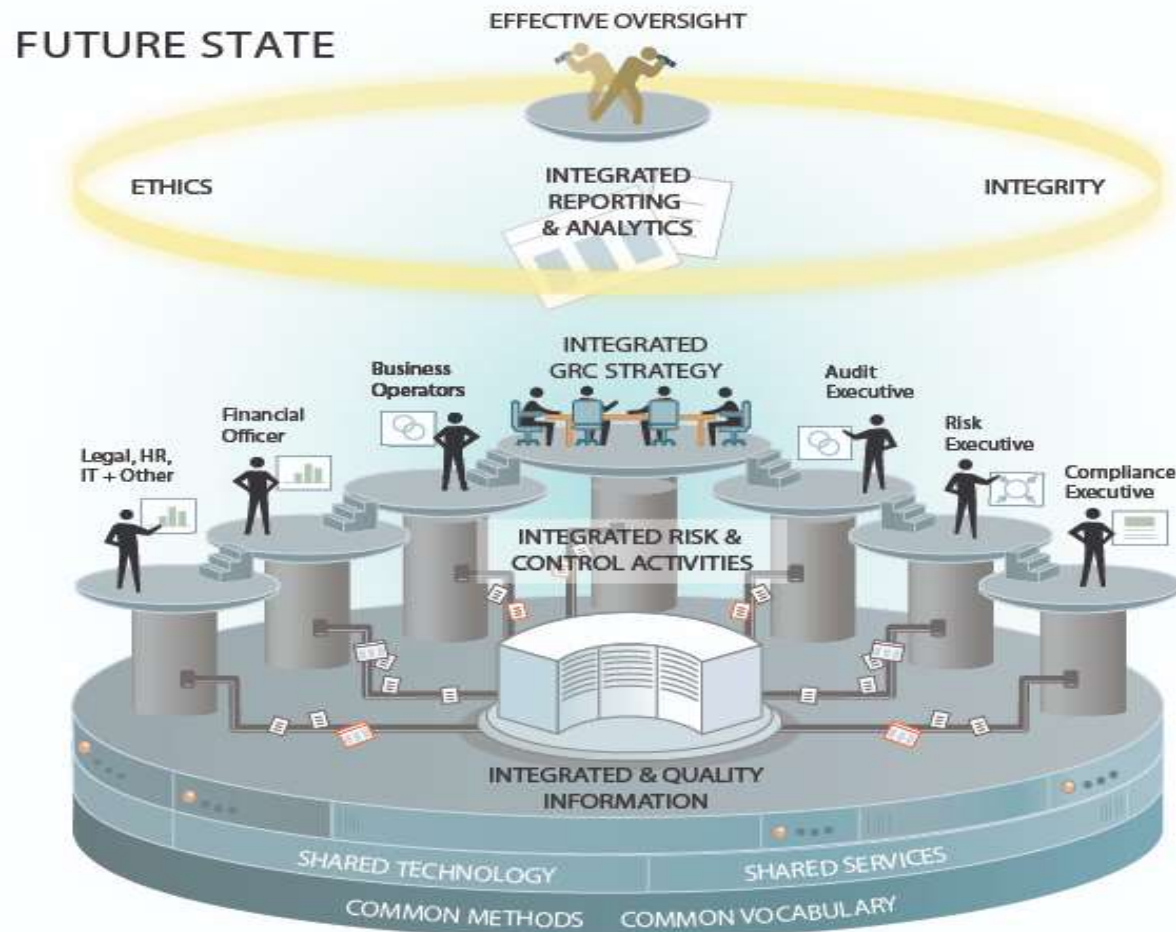 FUTURE STATE
EFFECTIVE OVERSIGHT
ETHICS
INTEGRATED
REPORTING
& ANALYTICS
INTEGRITY
INTEGRATED
GRC STRATEGY
Business
Operators
Audit
Executive
Financial
Officer
Risk
Executive
Legal, HR,
IT + Other
Compliance
Executive
INTEGRATED RISK &
CONTROL ACTIVITIES
INTEGRATED & QUALITY
INFORMATION
SHARED TECHNOLOGY
SHARED SERVICES
COMMON METHODS
COMMON VOCABULARY